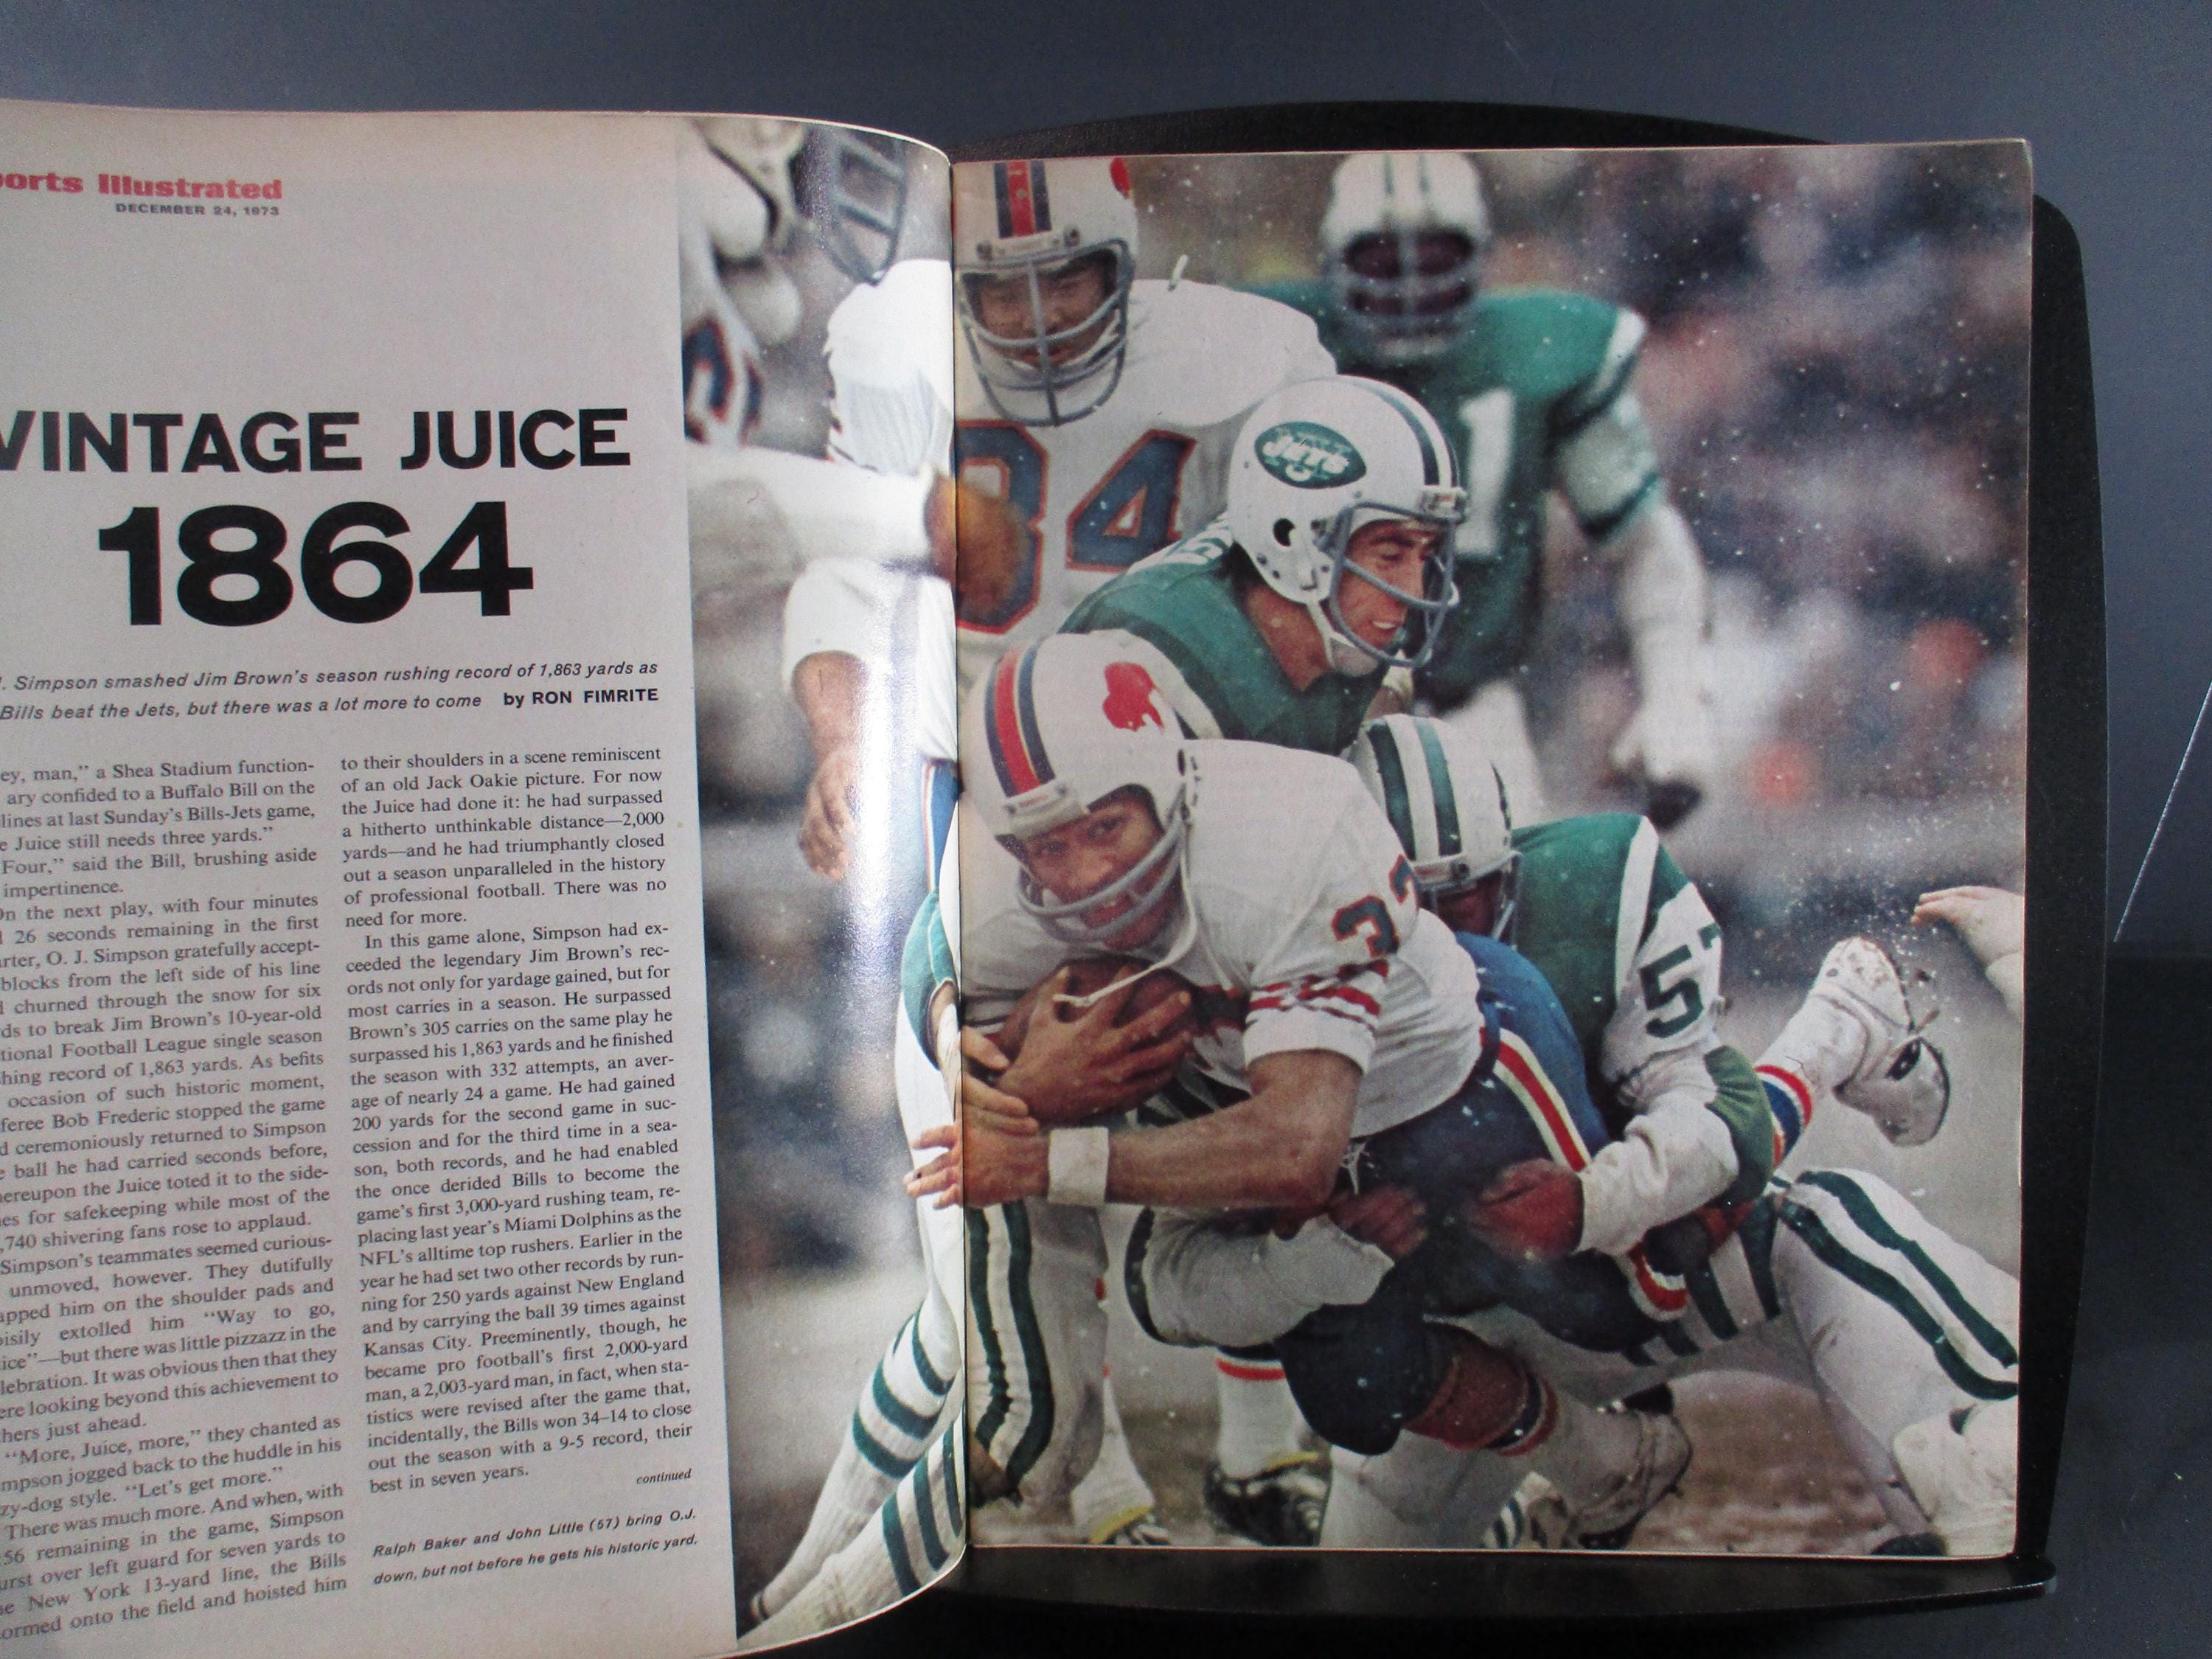 orts Illustrated
DECEMBER 24, 1973
VINTAGE JUICE
1864
J. Simpson smashed Jim Brown's season rushing record of 1,863 yards as
Bills beat the Jets, but there was a lot more to come by RON FIMRITE
ey, man," a Shea Stadium function-
ary confided to a Buffalo Bill on the
lines at last Sunday's Bills-Jets game,
e Juice still needs three yards."
Four," said the Bill, brushing aside
impertinence.
On the next play, with four minutes
26 seconds remaining in the first
rter, O. J. Simpson gratefully accept-
blocks from the left side of his line
churned through the snow for six
ds to break Jim Brown's 10-year-old
tional Football League single season
hing record of 1,863 yards. As befits
occasion of such historic moment,
feree Bob Frederic stopped the game
d ceremoniously returned to Simpson
e ball he had carried seconds before,
hereupon the Juice toted it to the side-
es for safekeeping while most of the
,740 shivering fans rose to applaud.
Simpson's teammates seemed curious-
unmoved, however. They dutifully
apped him on the shoulder pads and
oisily extolled him "Way to go,
ice"—but there was little pizzazz in the
lebration. It was obvious then that they
ere looking beyond this achievement to
hers just ahead.
"More, Juice, more," they chanted as
mpson jogged back to the huddle in his
zy-dog style. "Let's get more."
There was much more. And when, with
56 remaining in the game, Simpson
urst over left guard for seven yards to
e New York 13-yard line, the Bills
ormed onto the field and hoisted him
to their shoulders in a scene reminiscent
of an old Jack Oakie picture. For now
the Juice had done it: he had surpassed
a hitherto unthinkable distance—2,000
yards—and he had triumphantly closed
out a season unparalleled in the history
of professional football. There was no
need for more.
In this game alone, Simpson had ex-
ceeded the legendary Jim Brown's rec-
ords not only for yardage gained, but for
most carries in a season. He surpassed
Brown's 305 carries on the same play he
surpassed his 1,863 yards and he finished
the season with 332 attempts, an aver-
age of nearly 24 a game. He had gained
200 yards for the second game in suc-
cession and for the third time in a sea-
son, both records, and he had enabled
the once derided Bills to become the
game's first 3,000-yard rushing team, re-
placing last year's Miami Dolphins as the
NFL's alltime top rushers. Earlier in the
year he had set two other records by run-
ning for 250 yards against New England
and by carrying the ball 39 times against
Kansas City. Preeminently, though, he
became pro football's first 2,000-yard
man, a 2,003-yard man, in fact, when sta-
tistics were revised after the game that,
incidentally, the Bills won 34–14 to close
out the season with a 9-5 record, their
best in seven years.
continued
Ralph Baker and John Little (57) bring O.J.
down, but not before he gets his historic yard.
84
JETS
1
32
57